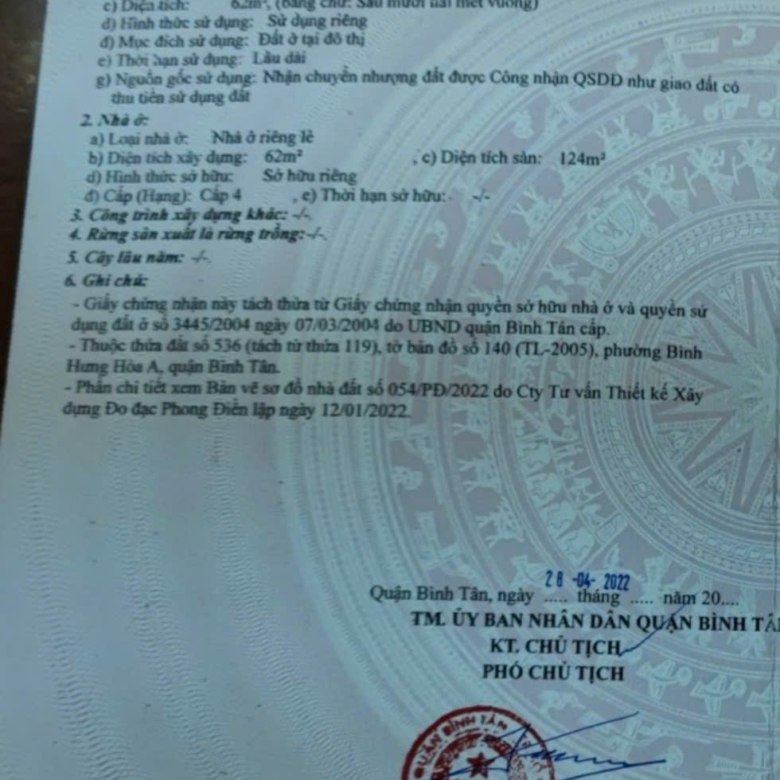 c) Diện tích: 62m², (bằng chữ: Sáu mươi hai mét vuông)
d) Hình thức sử dụng: Sử dụng riêng
đ) Mục đích sử dụng: Đất ở tại đô thị
e) Thời hạn sử dụng: Lâu dài
g) Nguồn gốc sử dụng: Nhận chuyển nhượng đất được Công nhận QSDĐ như giao đất có
thu tiền sử dụng đất
2. Nhà ở:
a) Loại nhà ở: Nhà ở riêng lẻ
b) Diện tích xây dựng: 62m² , c) Diện tích sàn: 124m²
d) Hình thức sở hữu: Sở hữu riêng
đ) Cấp (Hạng): Cấp 4 , e) Thời hạn sở hữu: -/-
3. Công trình xây dựng khác: -/-.
4. Rừng sản xuất là rừng trồng:-/-.
5. Cây lâu năm: -/-.
6. Ghi chú:
- Giấy chứng nhận này tách thửa từ Giấy chứng nhận quyền sở hữu nhà ở và quyền sử
dụng đất ở số 3445/2004 ngày 07/03/2004 do UBND quận Bình Tân cấp.
- Thuộc thửa đất số 536 (tách từ thửa 119), tờ bản đồ số 140 (TL-2005), phường Bình
Hưng Hòa A, quận Bình Tân.
- Phần chi tiết xem Bản vẽ sơ đồ nhà đất số 054/PĐ/2022 do Cty Tư vấn Thiết kế Xây
dựng Đo đạc Phong Điền lập ngày 12/01/2022.
28 -04- 2022
Quận Bình Tân, ngày ..... tháng ..... năm 20....
TM. ỦY BAN NHÂN DÂN QUẬN BÌNH TÂ
KT. CHỦ TỊCH
PHÓ CHỦ TỊCH
QUẬN BÌNH TÂN